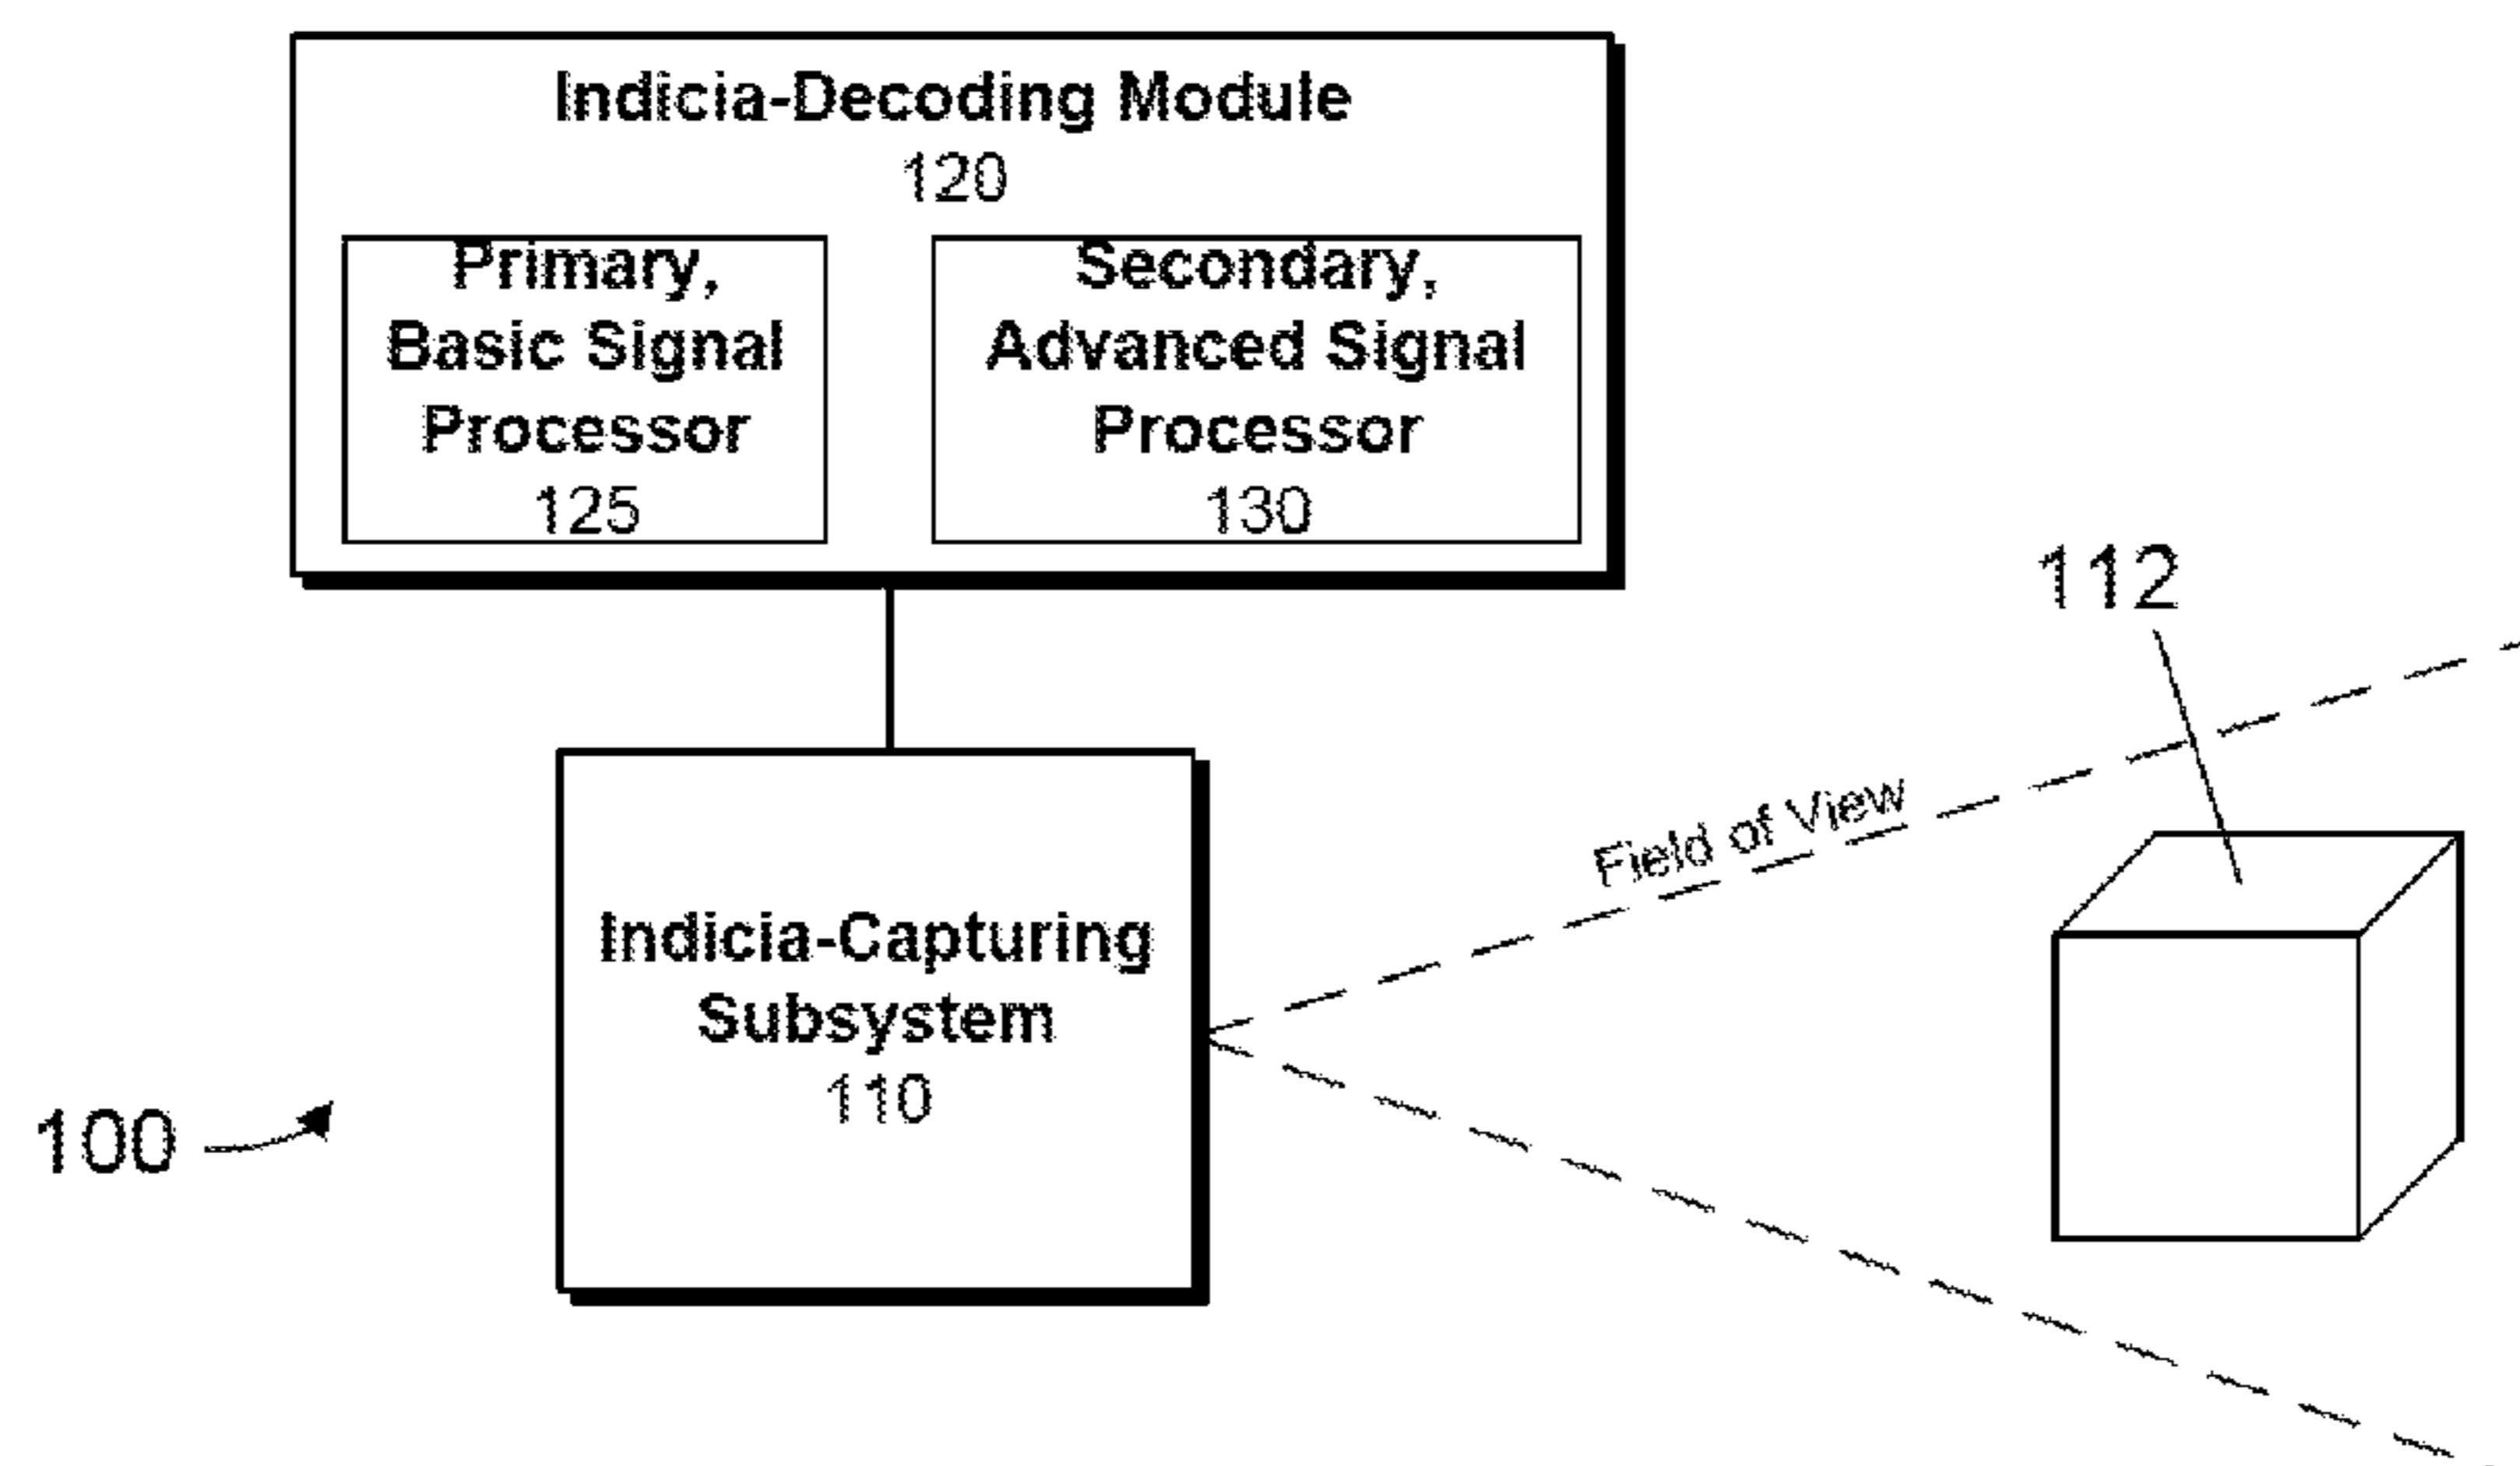 Indicia-Decoding Module
120
Primary,
Basic Signal
Processor
125
Secondary,
Advanced Signal
Processor
130
112
Field of View
Indicia-Capturing
Subsystem
110
100